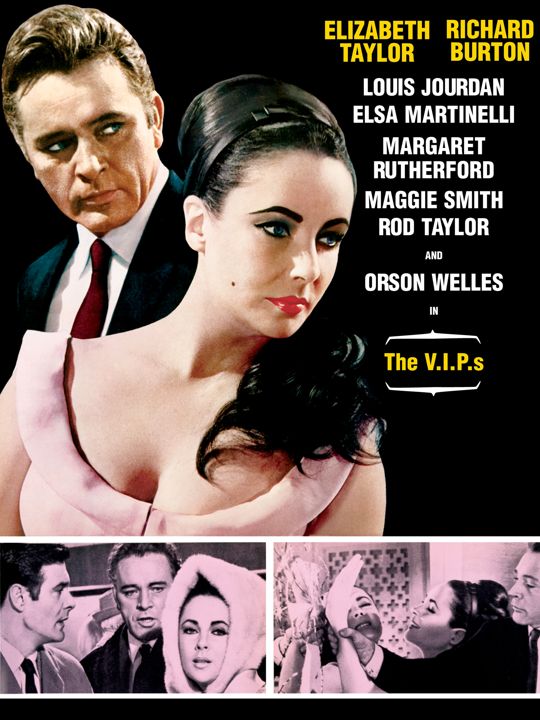 ELIZABETH TAYLOR
RICHARD BURTON
LOUIS JOURDAN
ELSA MARTINELLI
MARGARET
RUTHERFORD
MAGGIE SMITH
ROD TAYLOR
AND
ORSON WELLES
IN
The V.I.P.s